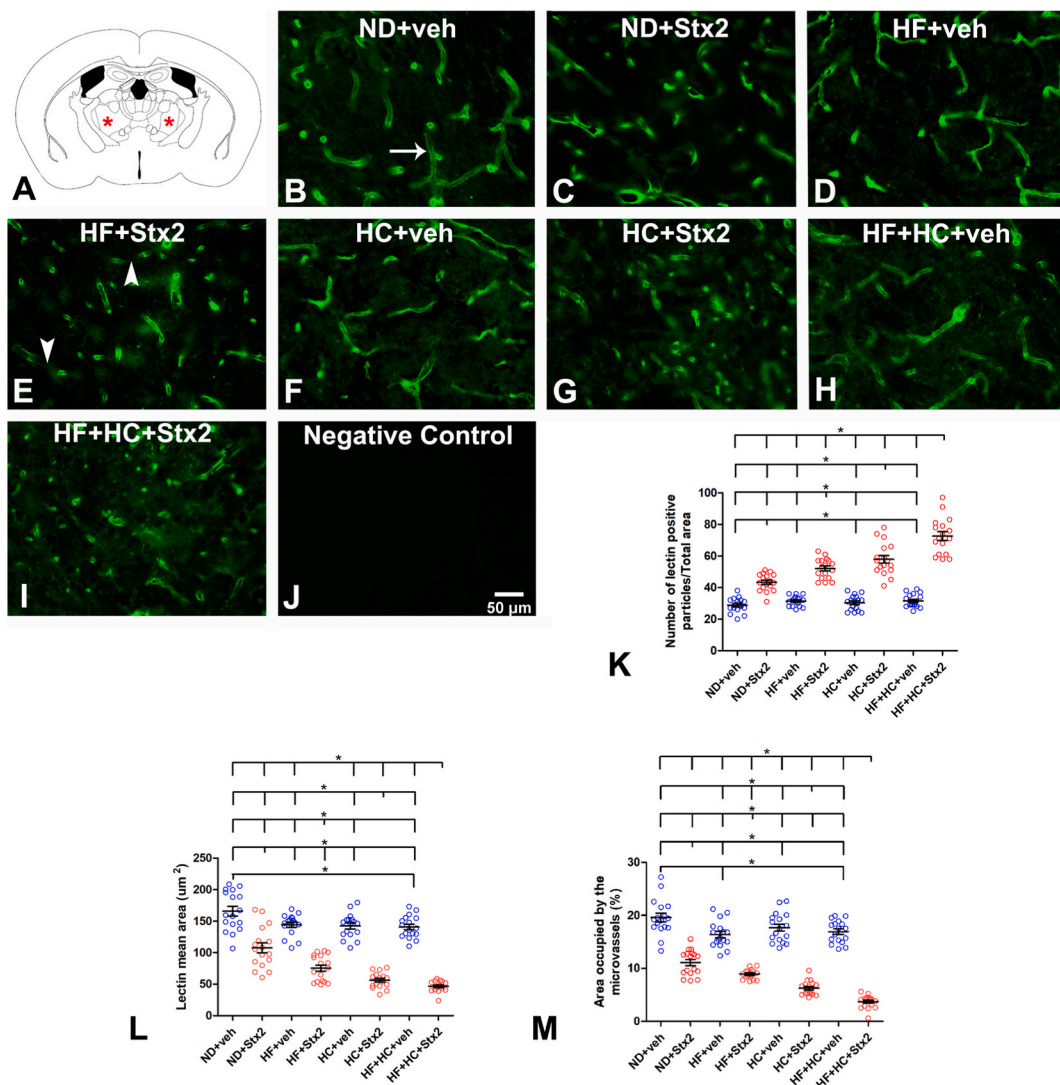 A
ND+veh
B
ND+Stx2
C
HF+veh
D
HF+Stx2
E
HC+veh
F
HC+Stx2
G
HF+HC+veh
H
HF+HC+Stx2
I
Negative Control
J
50 µm
K
Number of lectin positive
particles/Total area
100
80
60
40
20
0
*
*
*
*
ND+veh
ND+Stx2
HF+veh
HF+Stx2
HC+veh
HC+Stx2
HF+HC+veh
HF+HC+Stx2
L
Lectin mean area (um ²)
250
200
150
100
50
0
*
*
*
*
*
ND+veh
ND+Stx2
HF+veh
HF+Stx2
HC+veh
HC+Stx2
HF+HC+veh
HF+HC+Stx2
M
Area occupied by the
microvassels (%)
30
20
10
0
*
*
*
*
*
ND+veh
ND+Stx2
HF+veh
HF+Stx2
HC+veh
HC+Stx2
HF+HC+veh
HF+HC+Stx2